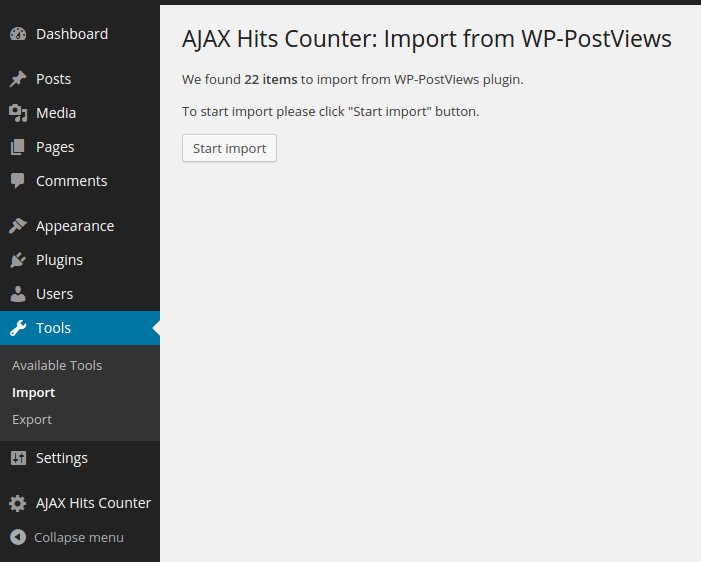 Dashboard
Posts
Media
Pages
Comments
Appearance
Plugins
Users
Tools
Available Tools
Import
Export
Settings
AJAX Hits Counter
Collapse menu
AJAX Hits Counter: Import from WP-PostViews
We found 22 items to import from WP-PostViews plugin.
To start import please click "Start import" button.
Start import